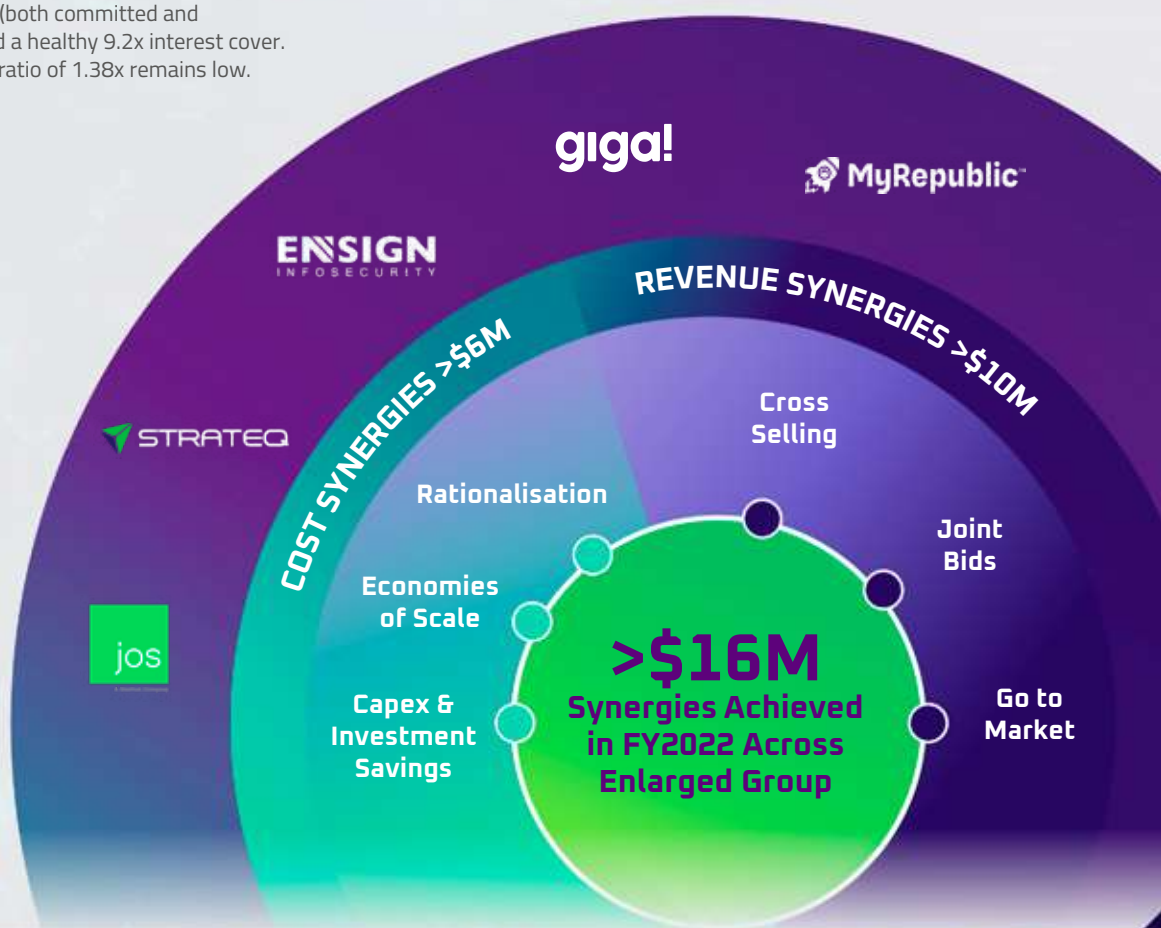 (both committed and
d a healthy 9.2x interest cover.
ratio of 1.38x remains low.
giga!
MyRepublic
ENSIGN
INFOSECURITY
STRATEQ
jos
COST SYNERGIES >$6M
REVENUE SYNERGIES >$10M
Cross
Selling
Rationalisation
Joint
Bids
Economies
of Scale
Capex &
Investment
Savings
Go to
Market
>$16M
Synergies Achieved
in FY2022 Across
Enlarged Group